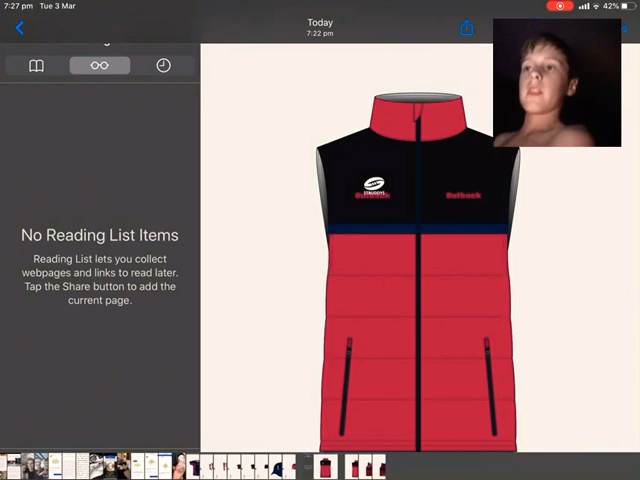 7:27 pm Tue 3 Mar
42%
Today
7:22 pm
No Reading List Items
Reading List lets you collect
webpages and links to read later.
Tap the Share button to add the
current page.
STRUDDYS
Outback
Outback